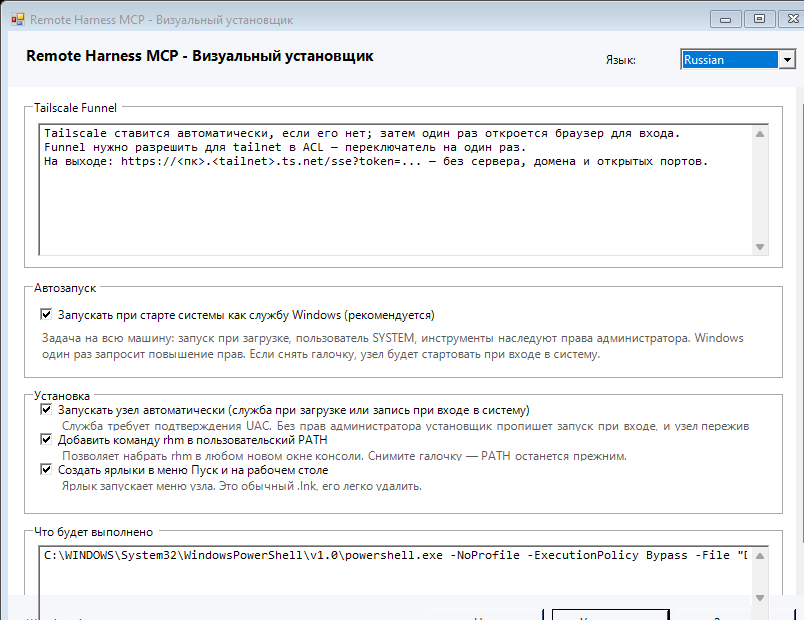 Remote Harness MCP - Визуальный установщик
Remote Harness MCP - Визуальный установщик
Язык:
Russian
Tailscale Funnel
Tailscale ставится автоматически, если его нет; затем один раз откроется браузер для входа.
Funnel нужно разрешить для tailnet в ACL — переключатель на один раз.
На выходе: https://<пк>.<tailnet>.ts.net/sse?token=... — без сервера, домена и открытых портов.
Автозапуск
Запускать при старте системы как службу Windows (рекомендуется)
Задача на всю машину: запуск при загрузке, пользователь SYSTEM, инструменты наследуют права администратора. Windows
один раз запросит повышение прав. Если снять галочку, узел будет стартовать при входе в систему.
Установка
Запускать узел автоматически (служба при загрузке или запись при входе в систему)
Служба требует подтверждения UAC. Без прав администратора установщик пропишет запуск при входе, и узел пережив
Добавить команду rhm в пользовательский PATH
Позволяет набрать rhm в любом новом окне консоли. Снимите галочку — PATH останется прежним.
Создать ярлыки в меню Пуск и на рабочем столе
Ярлык запускает меню узла. Это обычный .lnk, его легко удалить.
Что будет выполнено
C:\WINDOWS\System32\WindowsPowerShell\v1.0\powershell.exe -NoProfile -ExecutionPolicy Bypass -File "D